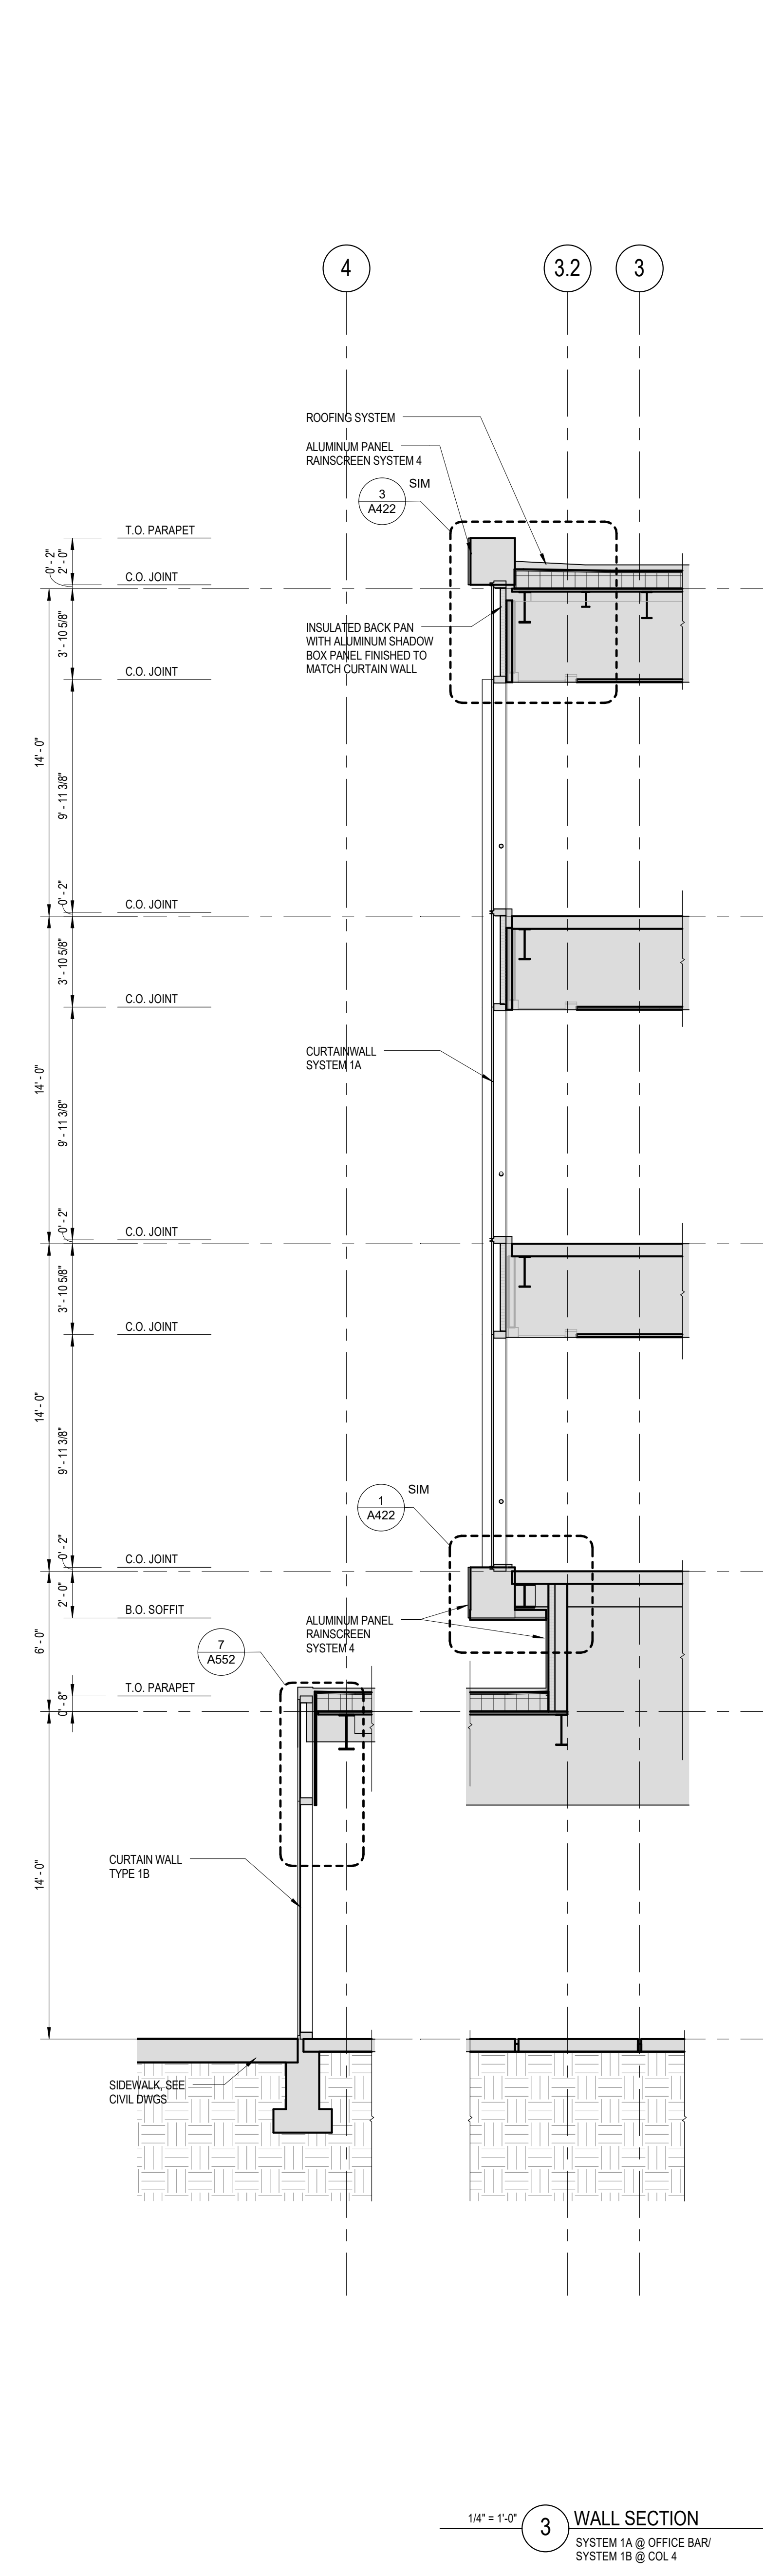 4
3.2
3
ROOFING SYSTEM
ALUMINUM PANEL
RAINSCREEN SYSTEM 4
SIM
3
A422
T.O. PARAPET
0' - 2"
2' - 0"
C.O. JOINT
3' - 10 5/8"
INSULATED BACK PAN
WITH ALUMINUM SHADOW
BOX PANEL FINISHED TO
MATCH CURTAIN WALL
C.O. JOINT
14' - 0"
9' - 11 3/8"
0' - 2"
C.O. JOINT
3' - 10 5/8"
C.O. JOINT
CURTAINWALL
SYSTEM 1A
14' - 0"
9' - 11 3/8"
0' - 2"
C.O. JOINT
3' - 10 5/8"
C.O. JOINT
14' - 0"
9' - 11 3/8"
SIM
1
A422
0' - 2"
C.O. JOINT
2' - 0"
B.O. SOFFIT
ALUMINUM PANEL
RAINSCREEN
SYSTEM 4
6' - 0"
7
A552
T.O. PARAPET
0' - 8"
CURTAIN WALL
TYPE 1B
14' - 0"
SIDEWALK, SEE
CIVIL DWGS
1/4" = 1'-0"
3
WALL SECTION
SYSTEM 1A @ OFFICE BAR/
SYSTEM 1B @ COL 4